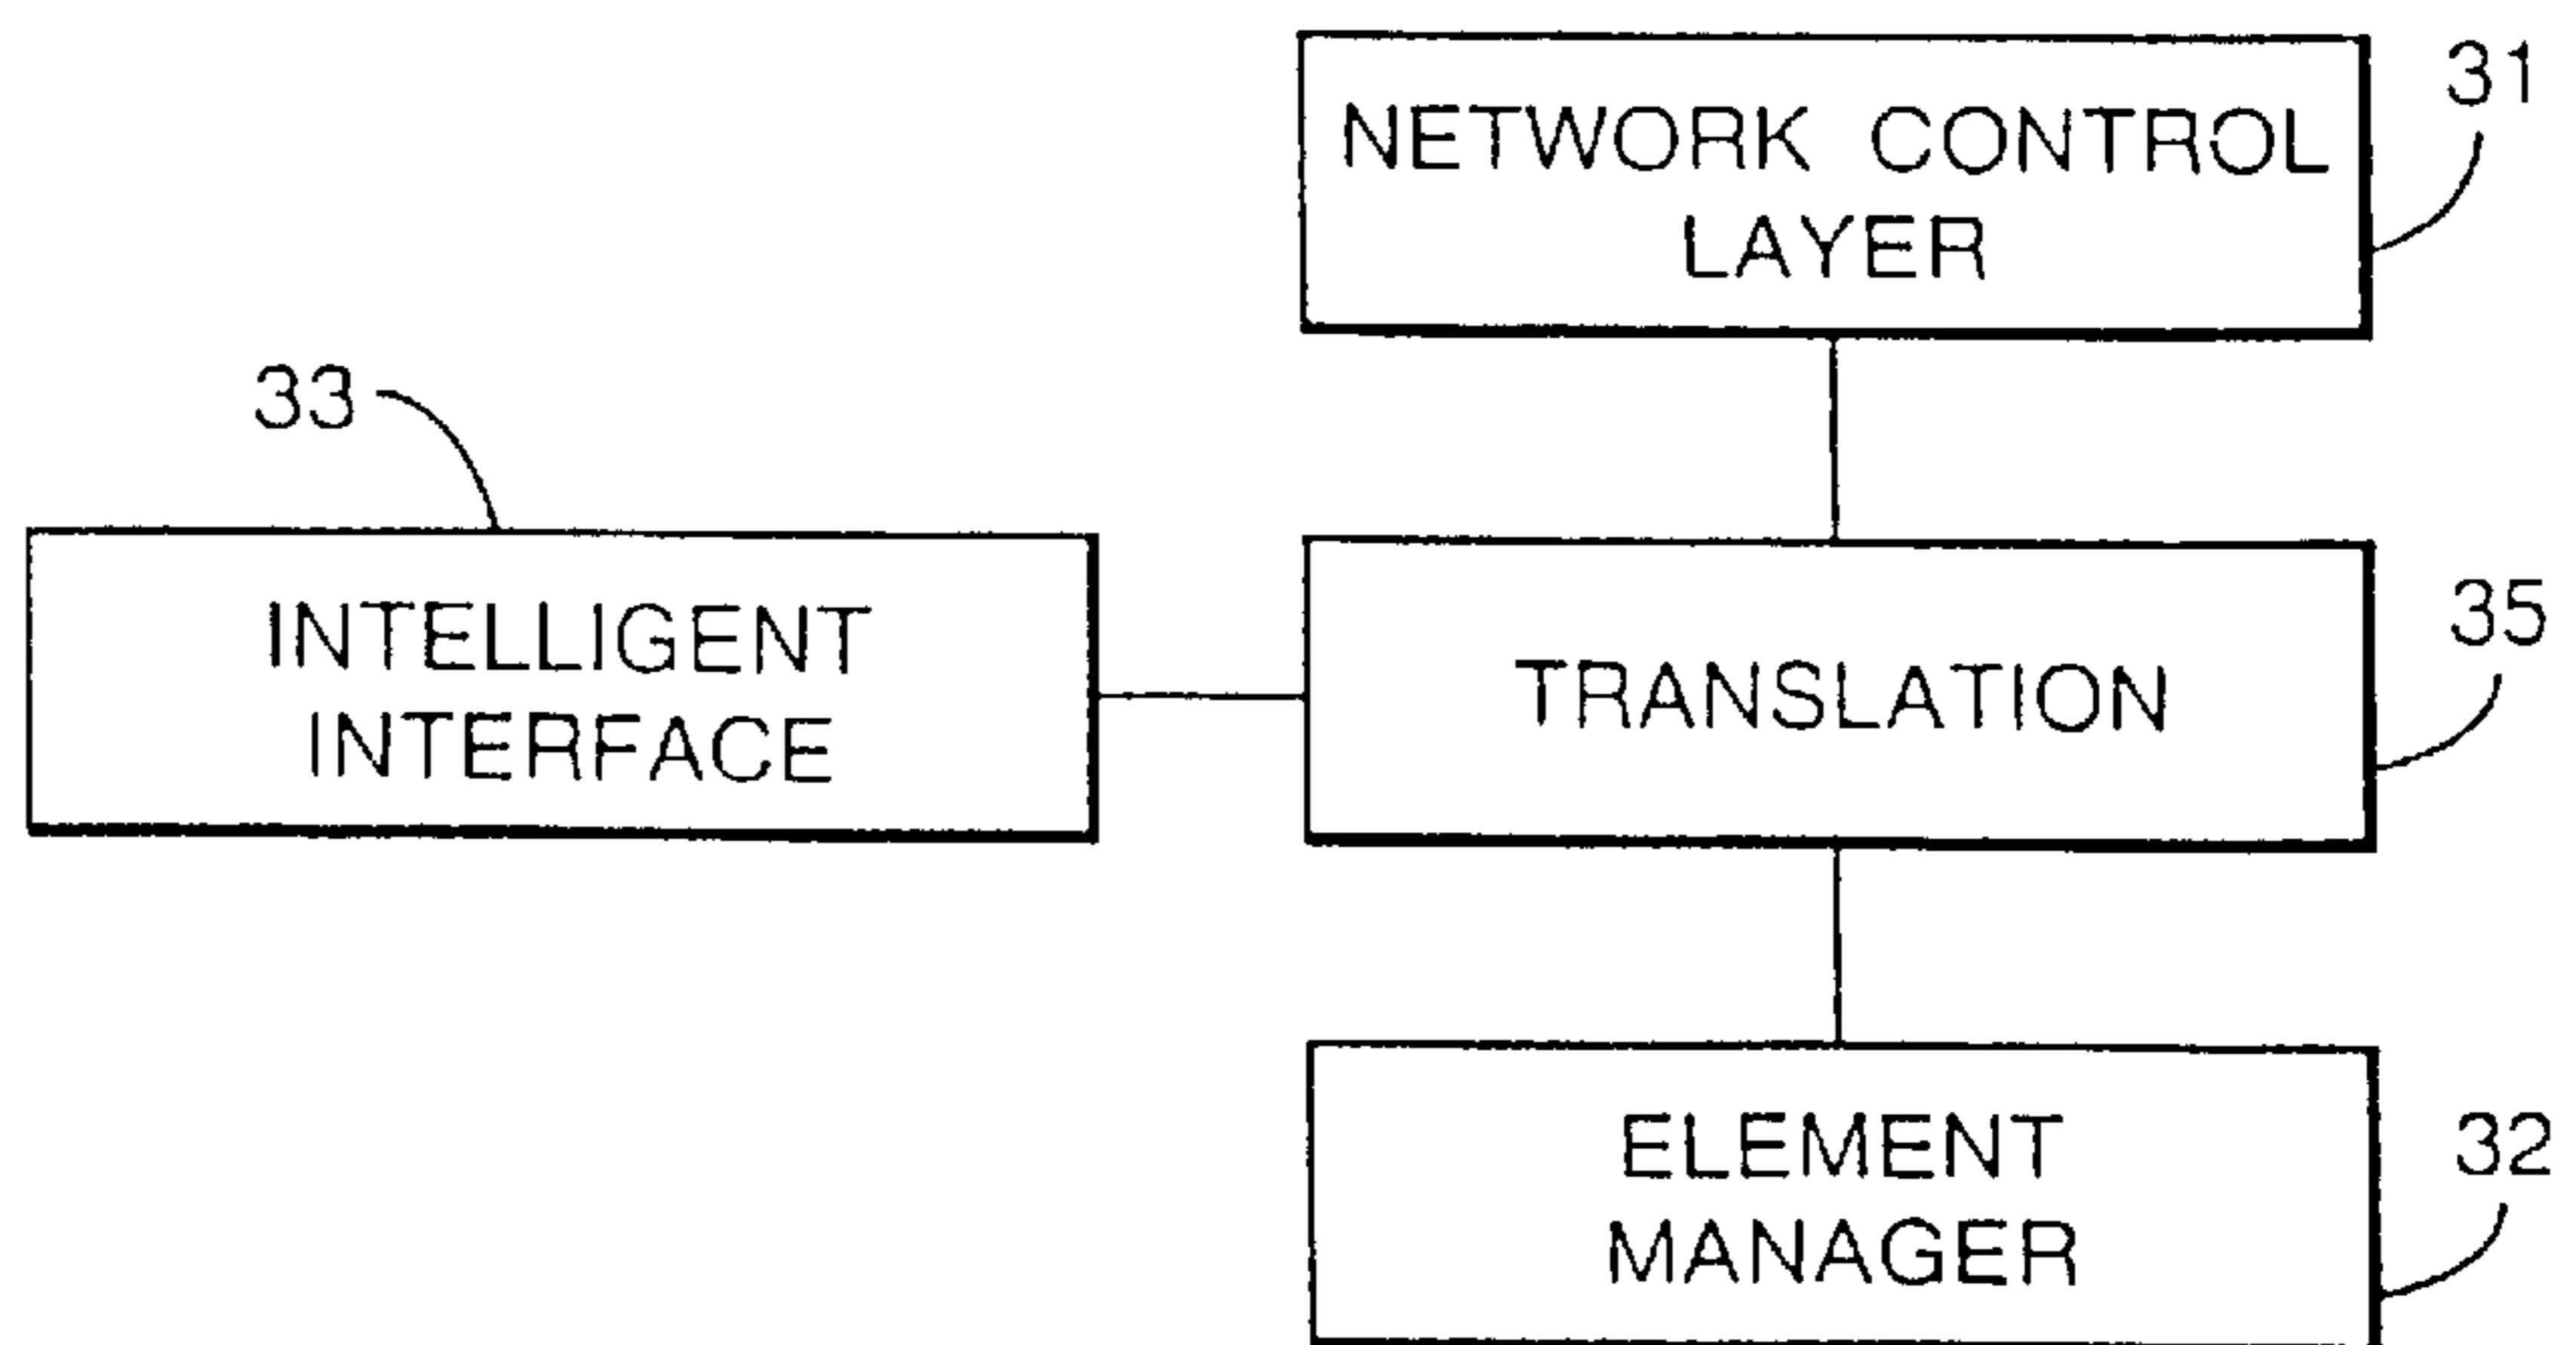 NETWORK CONTROL
LAYER
31
33
INTELLIGENT
INTERFACE
TRANSLATION
35
ELEMENT
MANAGER
32